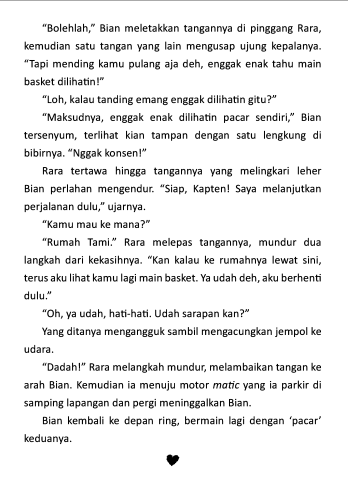 “Bolehlah,” Bian meletakkan tangannya di pinggang Rara,
kemudian satu tangan yang lain mengusap ujung kepalanya.
“Tapi mending kamu pulang aja deh, enggak enak tahu main
basket dilihatin!”
“Loh, kalau tanding emang enggak dilihatin gitu?”
“Maksudnya, enggak enak dilihatin pacar sendiri,” Bian
tersenyum, terlihat kian tampan dengan satu lengkung di
bibirnya. “Nggak konsen!”
Rara tertawa hingga tangannya yang melingkari leher
Bian perlahan mengendur. “Siap, Kapten! Saya melanjutkan
perjalanan dulu,” ujarnya.
“Kamu mau ke mana?”
“Rumah Tami.” Rara melepas tangannya, mundur dua
langkah dari kekasihnya. “Kan kalau ke rumahnya lewat sini,
terus aku lihat kamu lagi main basket. Ya udah deh, aku berhenti
dulu.”
“Oh, ya udah, hati-hati. Udah sarapan kan?”
Yang ditanya mengangguk sambil mengacungkan jempol ke
udara.
“Dadah!” Rara melangkah mundur, melambaikan tangan ke
arah Bian. Kemudian ia menuju motor matic yang ia parkir di
samping lapangan dan pergi meninggalkan Bian.
Bian kembali ke depan ring, bermain lagi dengan ‘pacar’
keduanya.